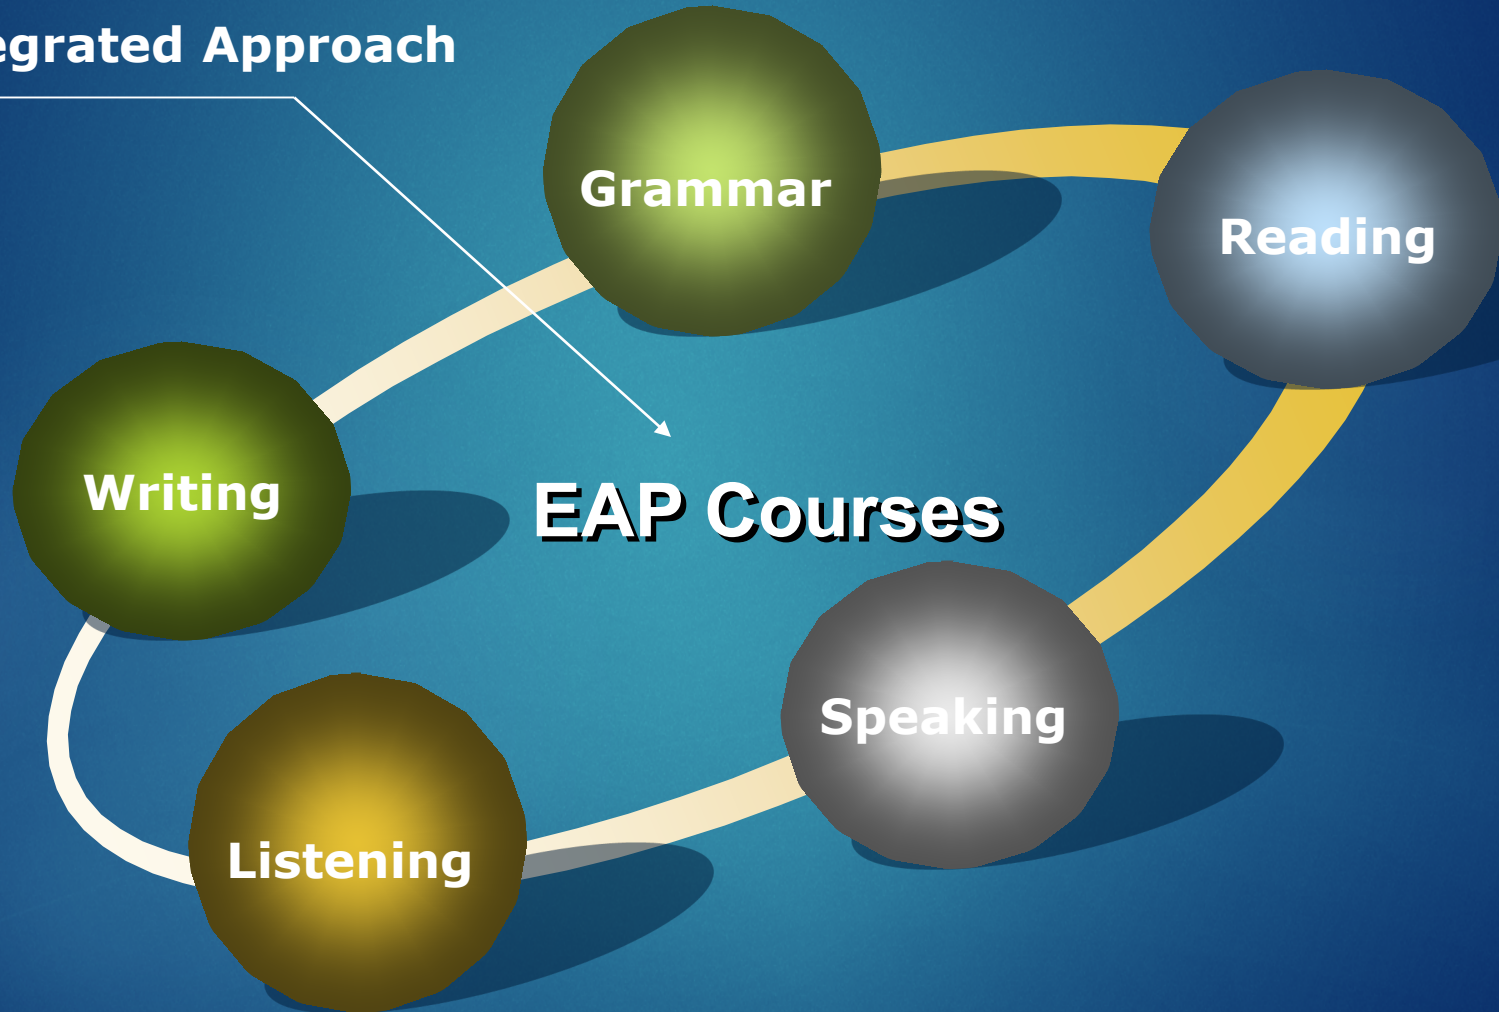 egrated Approach
Grammar
Reading
Writing
EAP Courses
Speaking
Listening